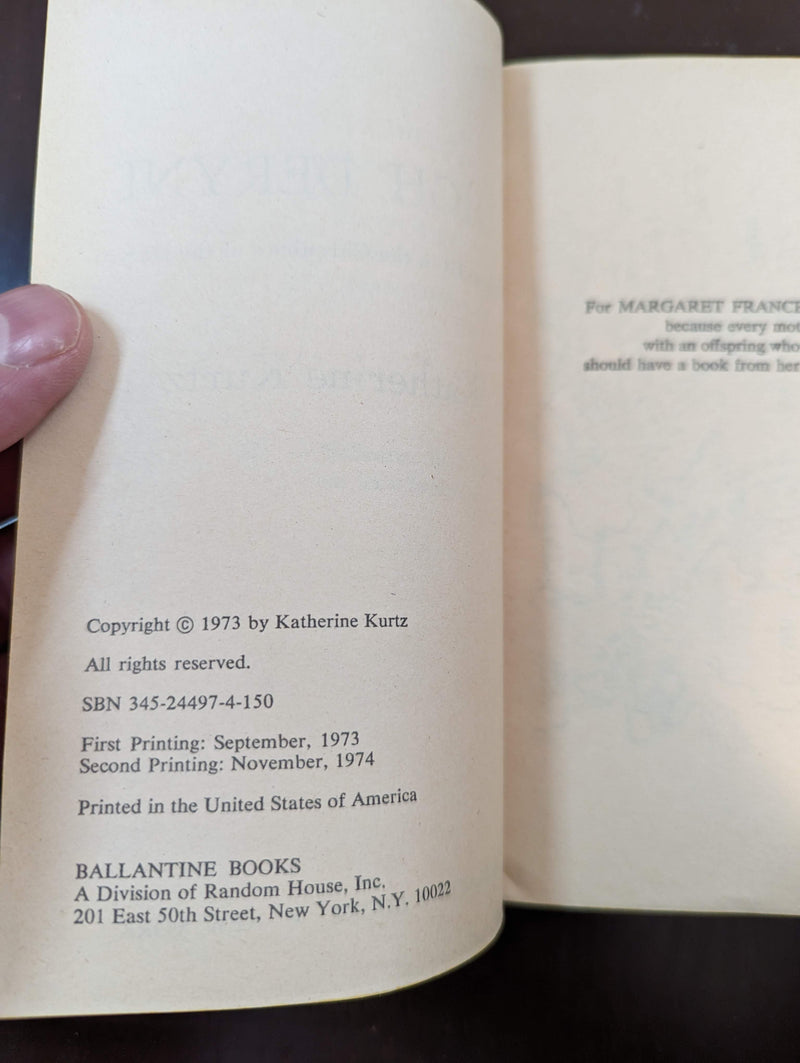 Copyright © 1973 by Katherine Kurtz
All rights reserved.
SBN 345-24497-4-150
First Printing: September, 1973
Second Printing: November, 1974
Printed in the United States of America
BALLANTINE BOOKS
A Division of Random House, Inc.
201 East 50th Street, New York, N.Y. 10022
For MARGARET
because every
with an offspring who
should have a book from her